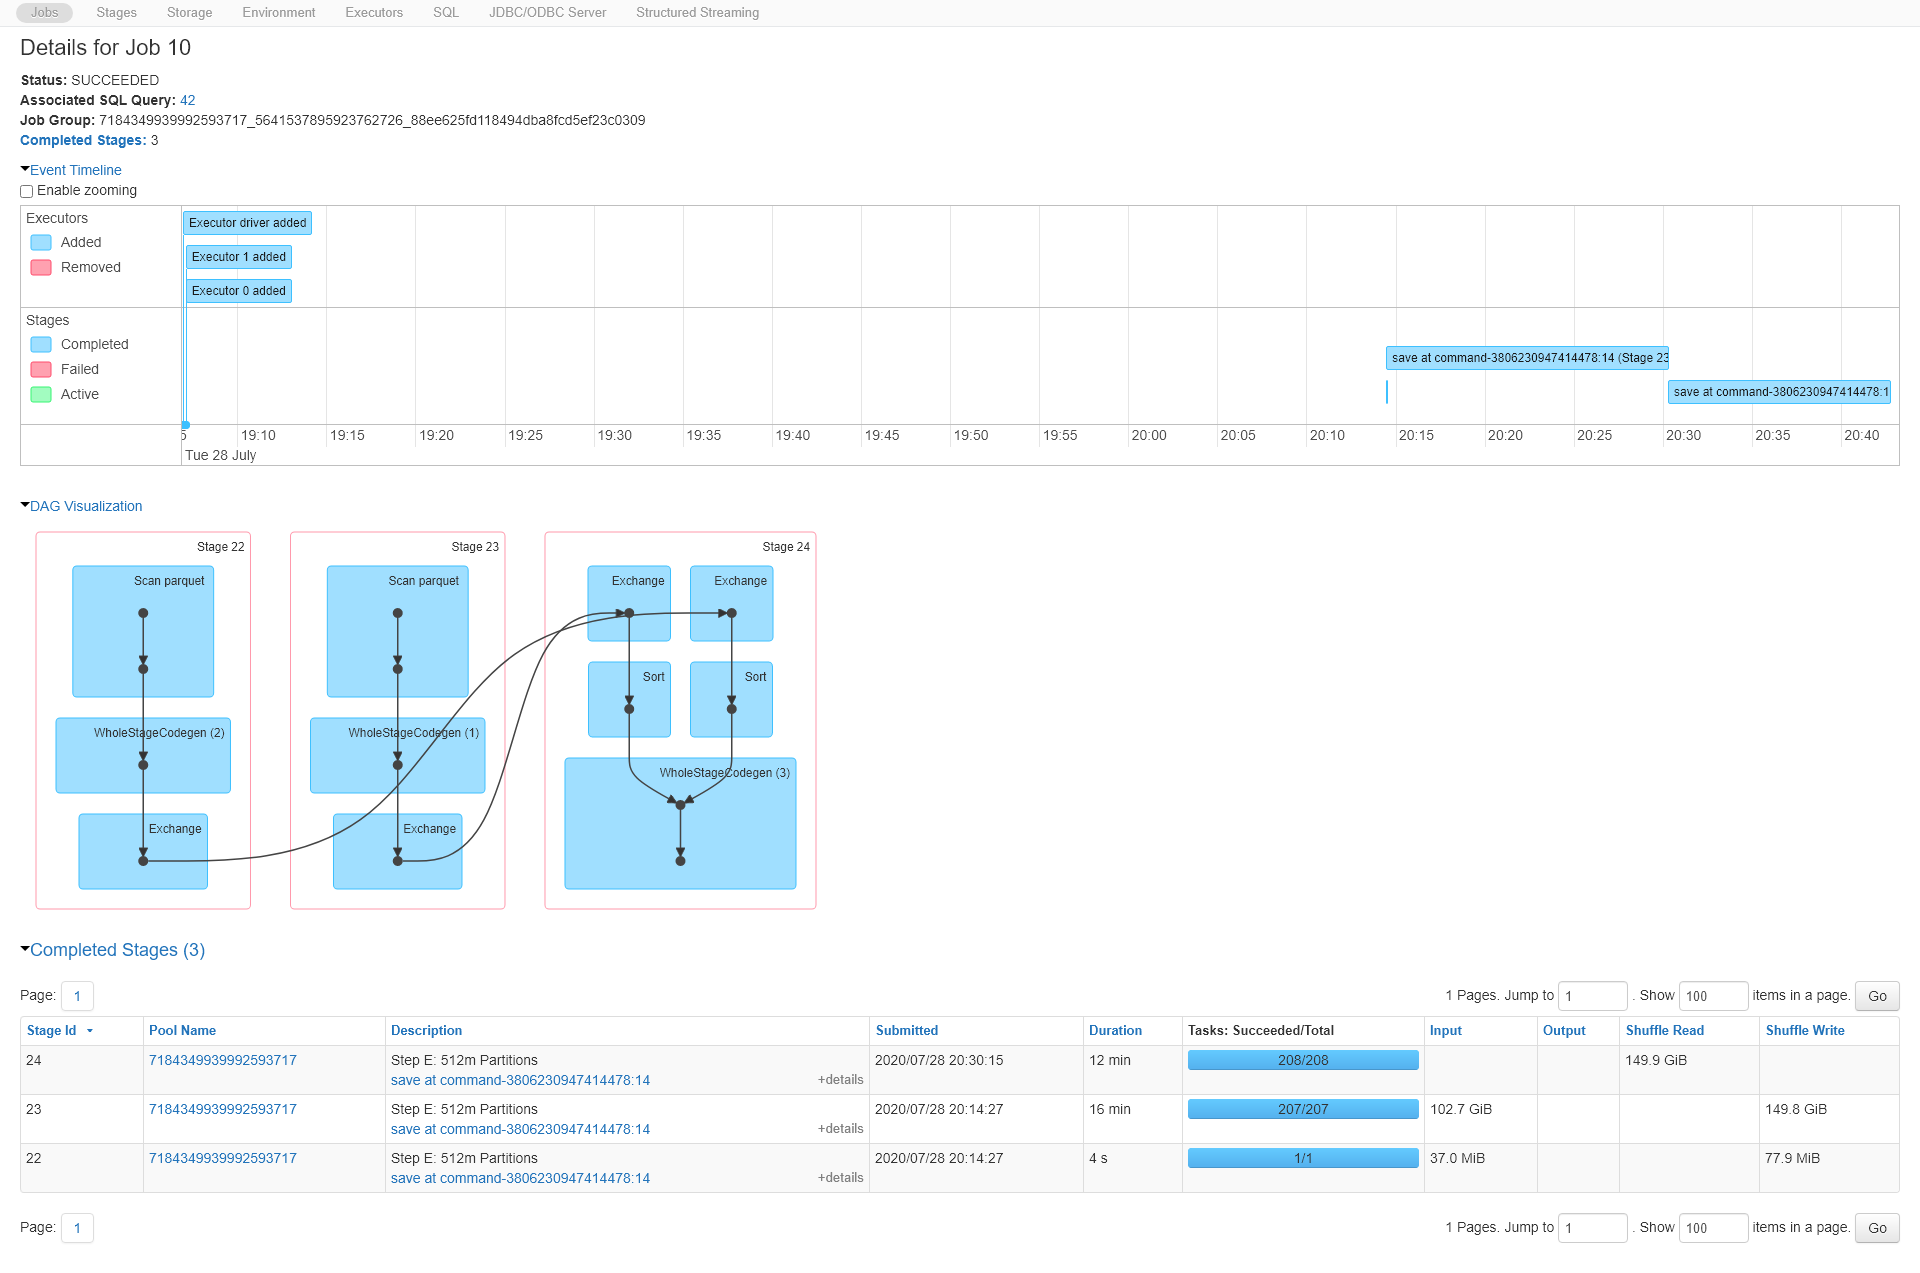 Jobs Stages Storage Environment Executors SQL JDBC/ODBC Server Structured Streaming
Details for Job 10
Status: SUCCEEDED
Associated SQL Query: 42
Job Group: 7184349939992593717_5641537895923762726_88ee625fd118494dba8fcd5ef23c0309
Completed Stages: 3
Event Timeline
Enable zooming
Executors
Added
Removed
Executor driver added
Executor 1 added
Executor 0 added
Stages
Completed
Failed
Active
save at command-3806230947414478:14 (Stage 23
save at command-3806230947414478:1
5 19:10 19:15 19:20 19:25 19:30 19:35 19:40 19:45 19:50 19:55 20:00 20:05 20:10 20:15 20:20 20:25 20:30 20:35 20:40
Tue 28 July
DAG Visualization
Stage 22
Scan parquet
WholeStageCodegen (2)
Exchange
Stage 23
Scan parquet
WholeStageCodegen (1)
Exchange
Stage 24
Exchange Exchange
Sort Sort
WholeStageCodegen (3)
Completed Stages (3)
Page: 1 1 Pages. Jump to 1 . Show 100 items in a page. Go
Stage Id Pool Name Description Submitted Duration Tasks: Succeeded/Total Input Output Shuffle Read Shuffle Write
24 7184349939992593717 Step E: 512m Partitions 2020/07/28 20:30:15 12 min 208/208 149.9 GiB
save at command-3806230947414478:14 +details
23 7184349939992593717 Step E: 512m Partitions 2020/07/28 20:14:27 16 min 207/207 102.7 GiB 149.8 GiB
save at command-3806230947414478:14 +details
22 7184349939992593717 Step E: 512m Partitions 2020/07/28 20:14:27 4 s 1/1 37.0 MiB 77.9 MiB
save at command-3806230947414478:14 +details
Page: 1 1 Pages. Jump to 1 . Show 100 items in a page. Go